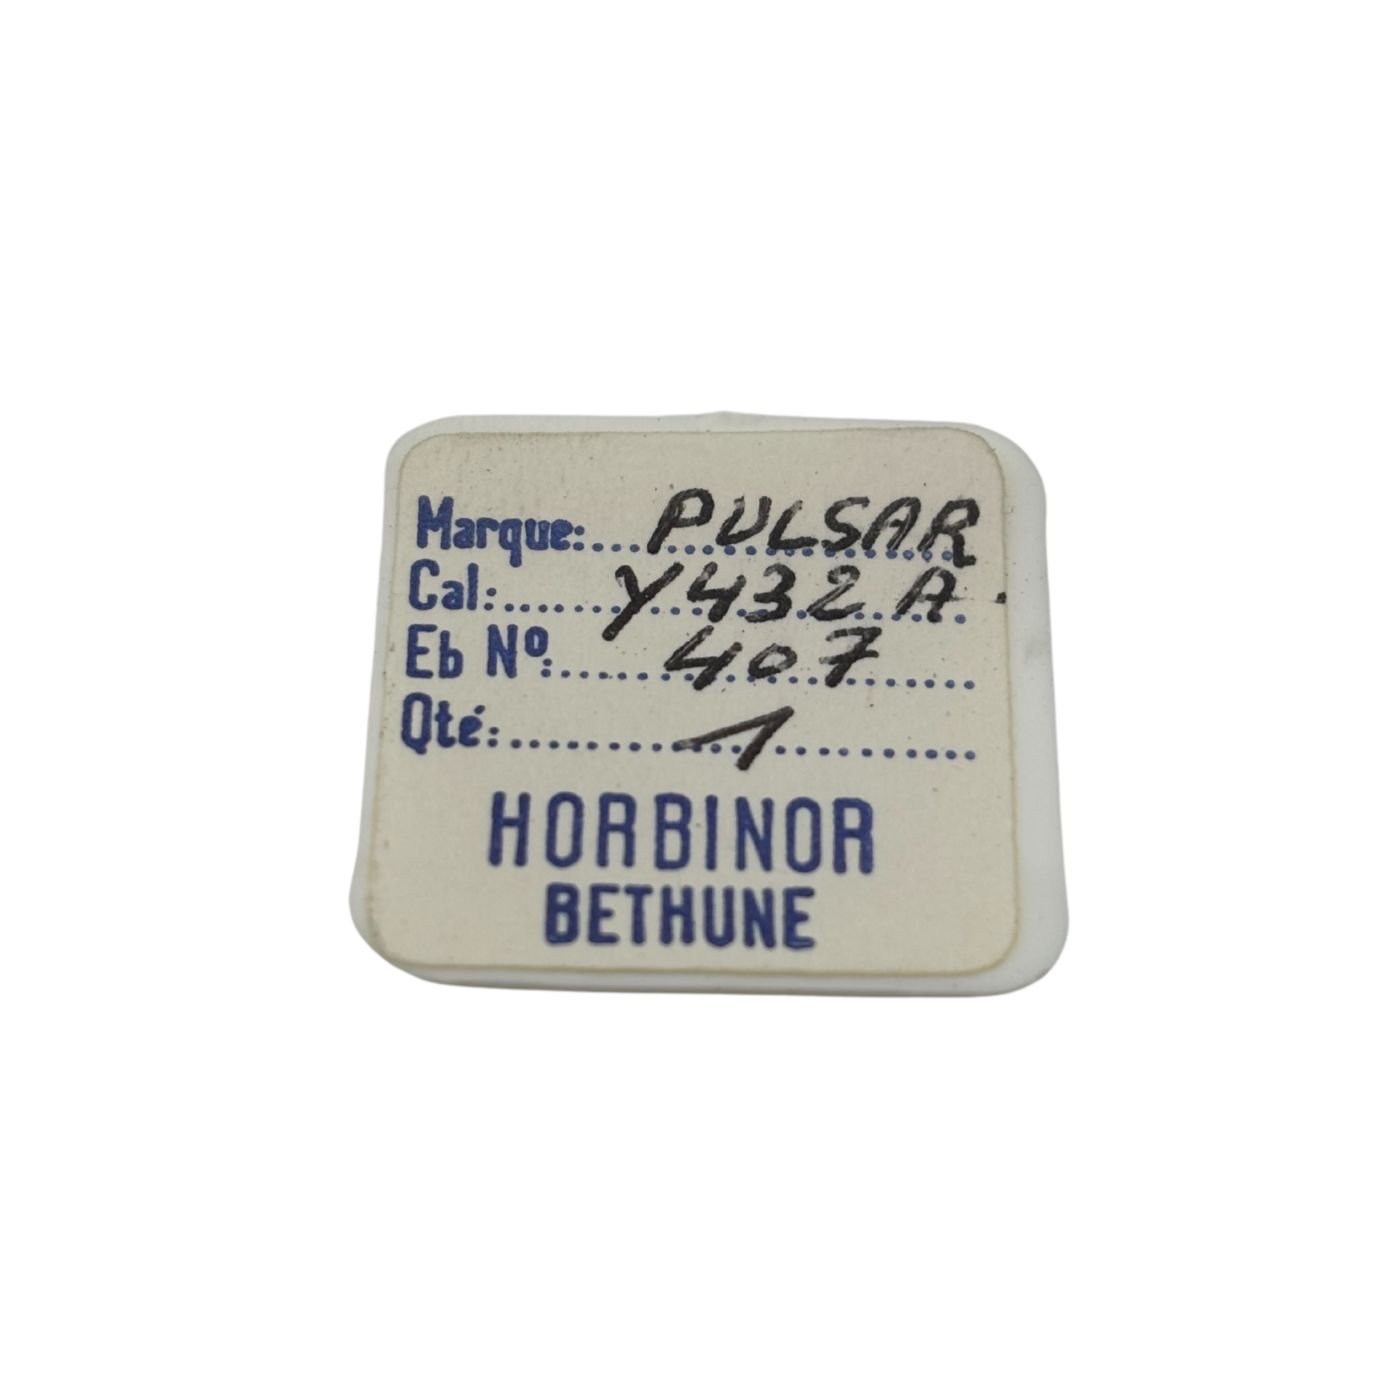 Marque: PULSAR
Cal: Y432 A
Eb Nº: 407
Qté: 1
HORBINOR
BETHUNE